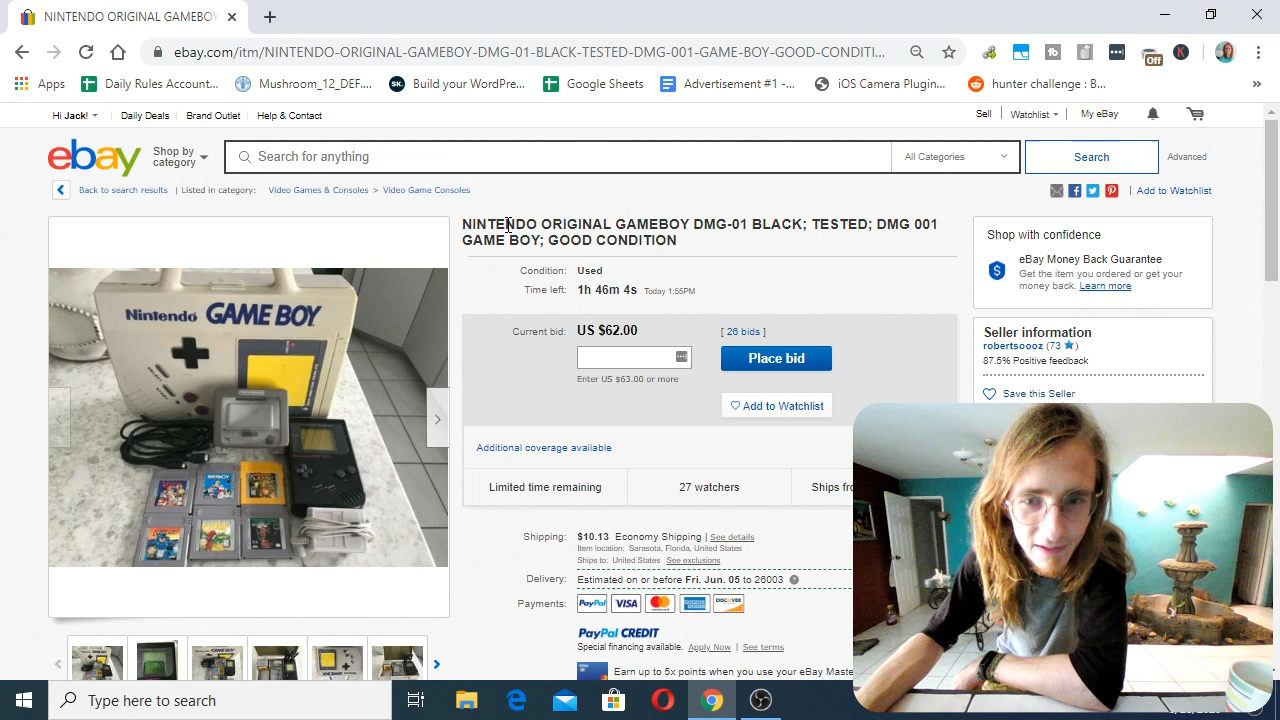 NINTENDO ORIGINAL GAMEBOY
ebay.com/itm/NINTENDO-ORIGINAL-GAMEBOY-DMG-01-BLACK-TESTED-DMG-001-GAME-BOY-GOOD-CONDITI...
Off
Apps
Daily Rules Account...
Mushroom_12_DEF...
Build your WordPre...
Google Sheets
Advertisement #1 -...
iOS Camera Plugin...
hunter challenge : B...
Hi Jack!
Daily Deals
Brand Outlet
Help & Contact
Sell
Watchlist
My eBay
ebay
Shop by
category
Search for anything
All Categories
Search
Advanced
Back to search results
Listed in category:
Video Games & Consoles > Video Game Consoles
Add to Watchlist
NINTENDO ORIGINAL GAMEBOY DMG-01 BLACK; TESTED; DMG 001
GAME BOY; GOOD CONDITION
Condition: Used
Time left: 1h 46m 4s Today 1:55PM
Current bid: US $62.00 [ 26 bids ]
Place bid
Enter US $63.00 or more
Add to Watchlist
Additional coverage available
Limited time remaining
27 watchers
Ships fro
Shipping: $10.13 Economy Shipping | See details
Item location: Sarasota, Florida, United States
Ships to: United States See exclusions
Delivery: Estimated on or before Fri. Jun. 05 to 26003
Payments: PayPal VISA MasterCard DISCOVER
PayPal CREDIT
Special financing available. Apply Now | See terms
Earn up to 5x points when you use your eBay Maste
Shop with confidence
eBay Money Back Guarantee
Get the item you ordered or get your
money back. Learn more
Seller information
robertsoooz (73 )
87.5% Positive feedback
Save this Seller
Nintendo GAME BOY
Type here to search